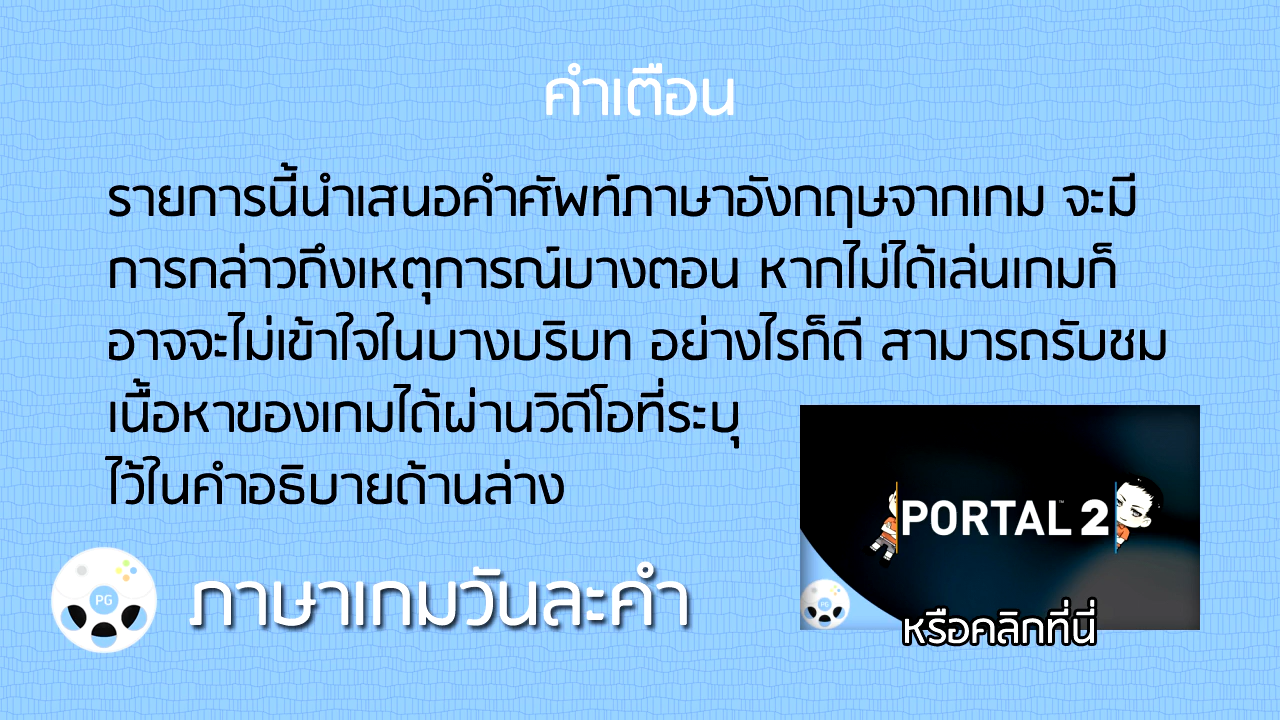 คำเตือน
รายการนี้นำเสนอคำศัพท์ภาษาอังกฤษจากเกม จะมี
การกล่าวถึงเหตุการณ์บางตอน หากไม่ได้เล่นเกมก็
อาจจะไม่เข้าใจในบางบริบท อย่างไรก็ดี สามารถรับชม
เนื้อหาของเกมได้ผ่านวิดีโอที่ระบุ
ไว้ในคำอธิบายด้านล่าง
PORTAL 2™
PG
ภาษาเกมวันละคำ
PG
หรือคลิกที่นี่